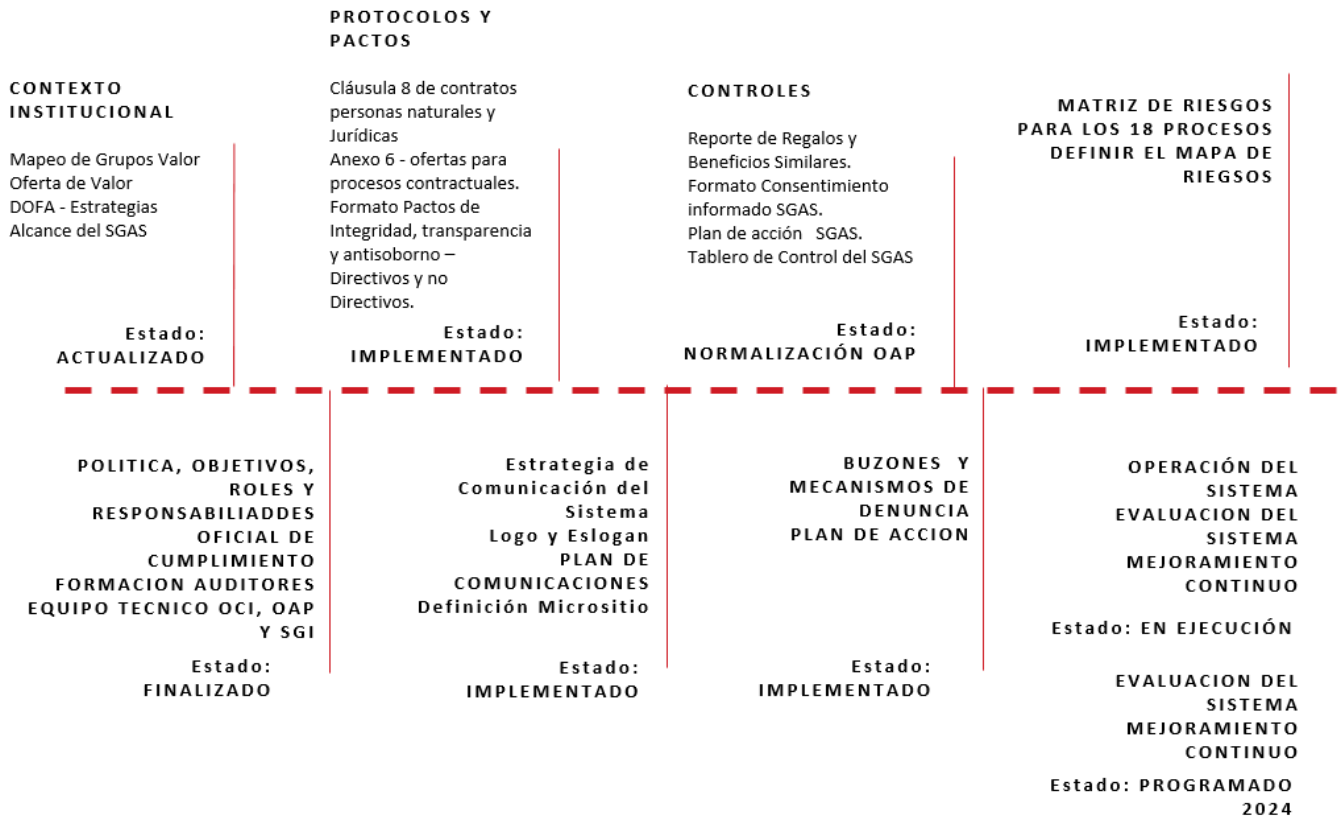 CONTEXTO
INSTITUCIONAL
Mapeo de Grupos Valor
Oferta de Valor
DOFA - Estrategias
Alcance del SGAS
Estado:
ACTUALIZADO
PROTOCOLOS Y
PACTOS
Cláusula 8 de contratos
personas naturales y
Jurídicas
Anexo 6 - ofertas para
procesos contractuales.
Formato Pactos de
Integridad, transparencia
y antisoborno –
Directivos y no
Directivos.
Estado:
IMPLEMENTADO
CONTROLES
Reporte de Regalos y
Beneficios Similares.
Formato Consentimiento
informado SGAS.
Plan de acción SGAS.
Tablero de Control del SGAS
Estado:
NORMALIZACIÓN OAP
MATRIZ DE RIESGOS
PARA LOS 18 PROCESOS
DEFINIR EL MAPA DE
RIEGSOS
Estado:
IMPLEMENTADO
POLITICA, OBJETIVOS,
ROLES Y
RESPONSABILIADDES
OFICIAL DE
CUMPLIMIENTO
FORMACION AUDITORES
EQUIPO TECNICO OCI, OAP
Y SGI
Estado:
FINALIZADO
Estrategia de
Comunicación del
Sistema
Logo y Eslogan
PLAN DE
COMUNICACIONES
Definición Micrositio
Estado:
IMPLEMENTADO
BUZONES Y
MECANISMOS DE
DENUNCIA
PLAN DE ACCION
Estado:
IMPLEMENTADO
OPERACIÓN DEL
SISTEMA
EVALUACION DEL
SISTEMA
MEJORAMIENTO
CONTINUO
Estado: EN EJECUCIÓN
EVALUACION DEL
SISTEMA
MEJORAMIENTO
CONTINUO
Estado: PROGRAMADO
2024